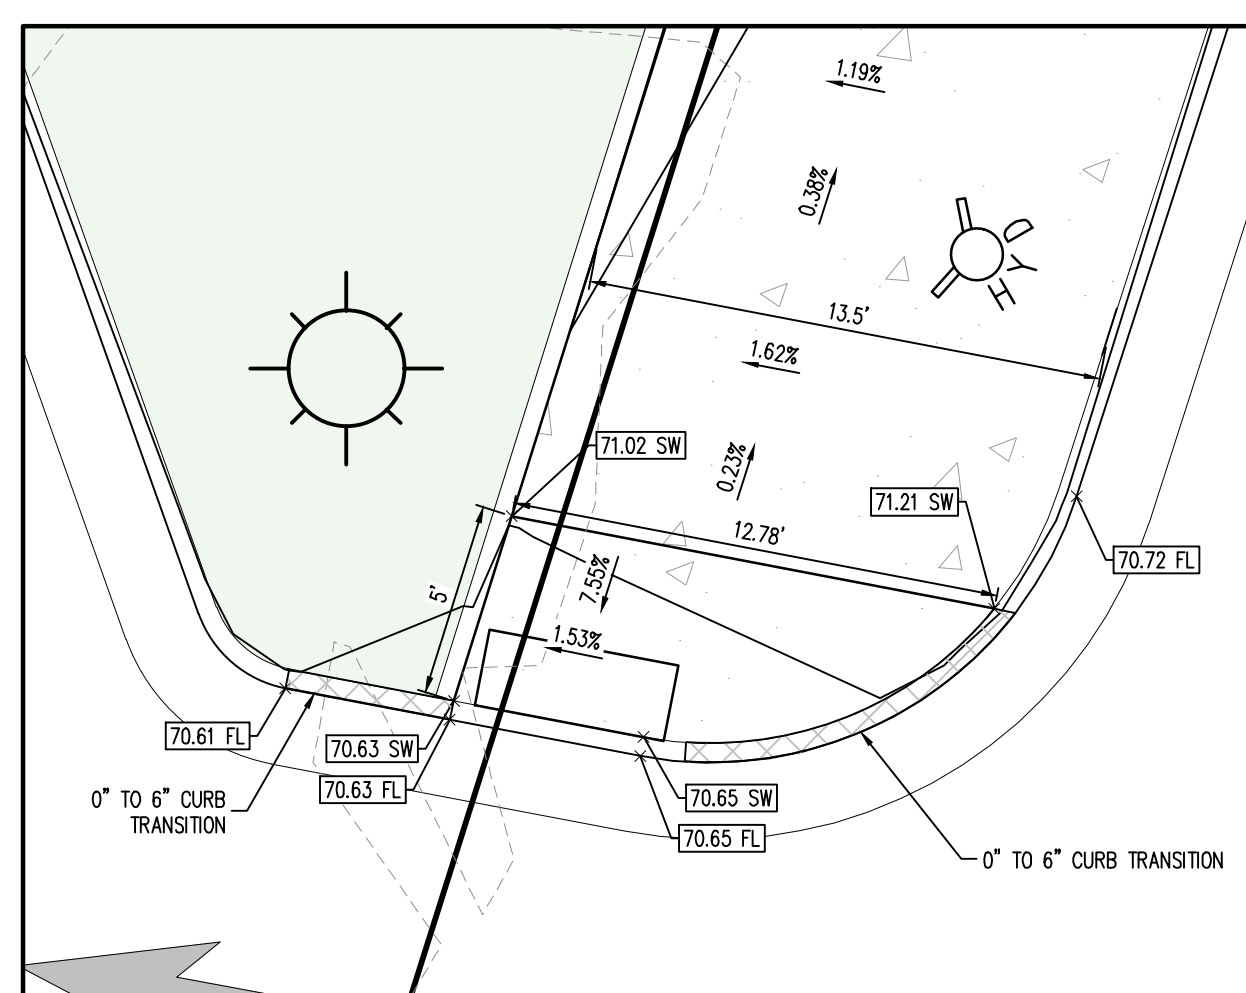 1.19%
0.38%
HYD
13.5'
1.62%
71.02 SW
0.23%
71.21 SW
12.78'
70.72 FL
7.55%
5'
1.53%
70.61 FL
70.63 SW
70.63 FL
70.65 SW
70.65 FL
0" TO 6" CURB
TRANSITION
0" TO 6" CURB TRANSITION